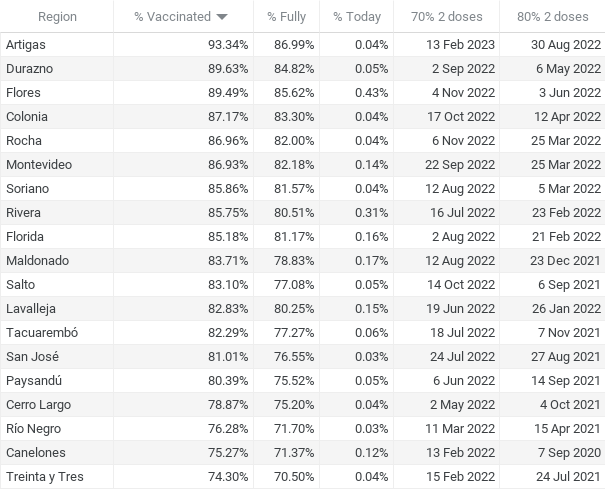 Region % Vaccinated % Fully % Today 70% 2 doses 80% 2 doses
Artigas 93.34% 86.99% 0.04% 13 Feb 2023 30 Aug 2022
Durazno 89.63% 84.82% 0.05% 2 Sep 2022 6 May 2022
Flores 89.49% 85.62% 0.43% 4 Nov 2022 3 Jun 2022
Colonia 87.17% 83.30% 0.04% 17 Oct 2022 12 Apr 2022
Rocha 86.96% 82.00% 0.04% 6 Nov 2022 25 Mar 2022
Montevideo 86.93% 82.18% 0.14% 22 Sep 2022 25 Mar 2022
Soriano 85.86% 81.57% 0.04% 12 Aug 2022 5 Mar 2022
Rivera 85.75% 80.51% 0.31% 16 Jul 2022 23 Feb 2022
Florida 85.18% 81.17% 0.16% 2 Aug 2022 21 Feb 2022
Maldonado 83.71% 78.83% 0.17% 12 Aug 2022 23 Dec 2021
Salto 83.10% 77.08% 0.05% 14 Oct 2022 6 Sep 2021
Lavalleja 82.83% 80.25% 0.15% 19 Jun 2022 26 Jan 2022
Tacuarembó 82.29% 77.27% 0.06% 18 Jul 2022 7 Nov 2021
San José 81.01% 76.55% 0.03% 24 Jul 2022 27 Aug 2021
Paysandú 80.39% 75.52% 0.05% 6 Jun 2022 14 Sep 2021
Cerro Largo 78.87% 75.20% 0.04% 2 May 2022 4 Oct 2021
Río Negro 76.28% 71.70% 0.03% 11 Mar 2022 15 Apr 2021
Canelones 75.27% 71.37% 0.12% 13 Feb 2022 7 Sep 2020
Treinta y Tres 74.30% 70.50% 0.04% 15 Feb 2022 24 Jul 2021